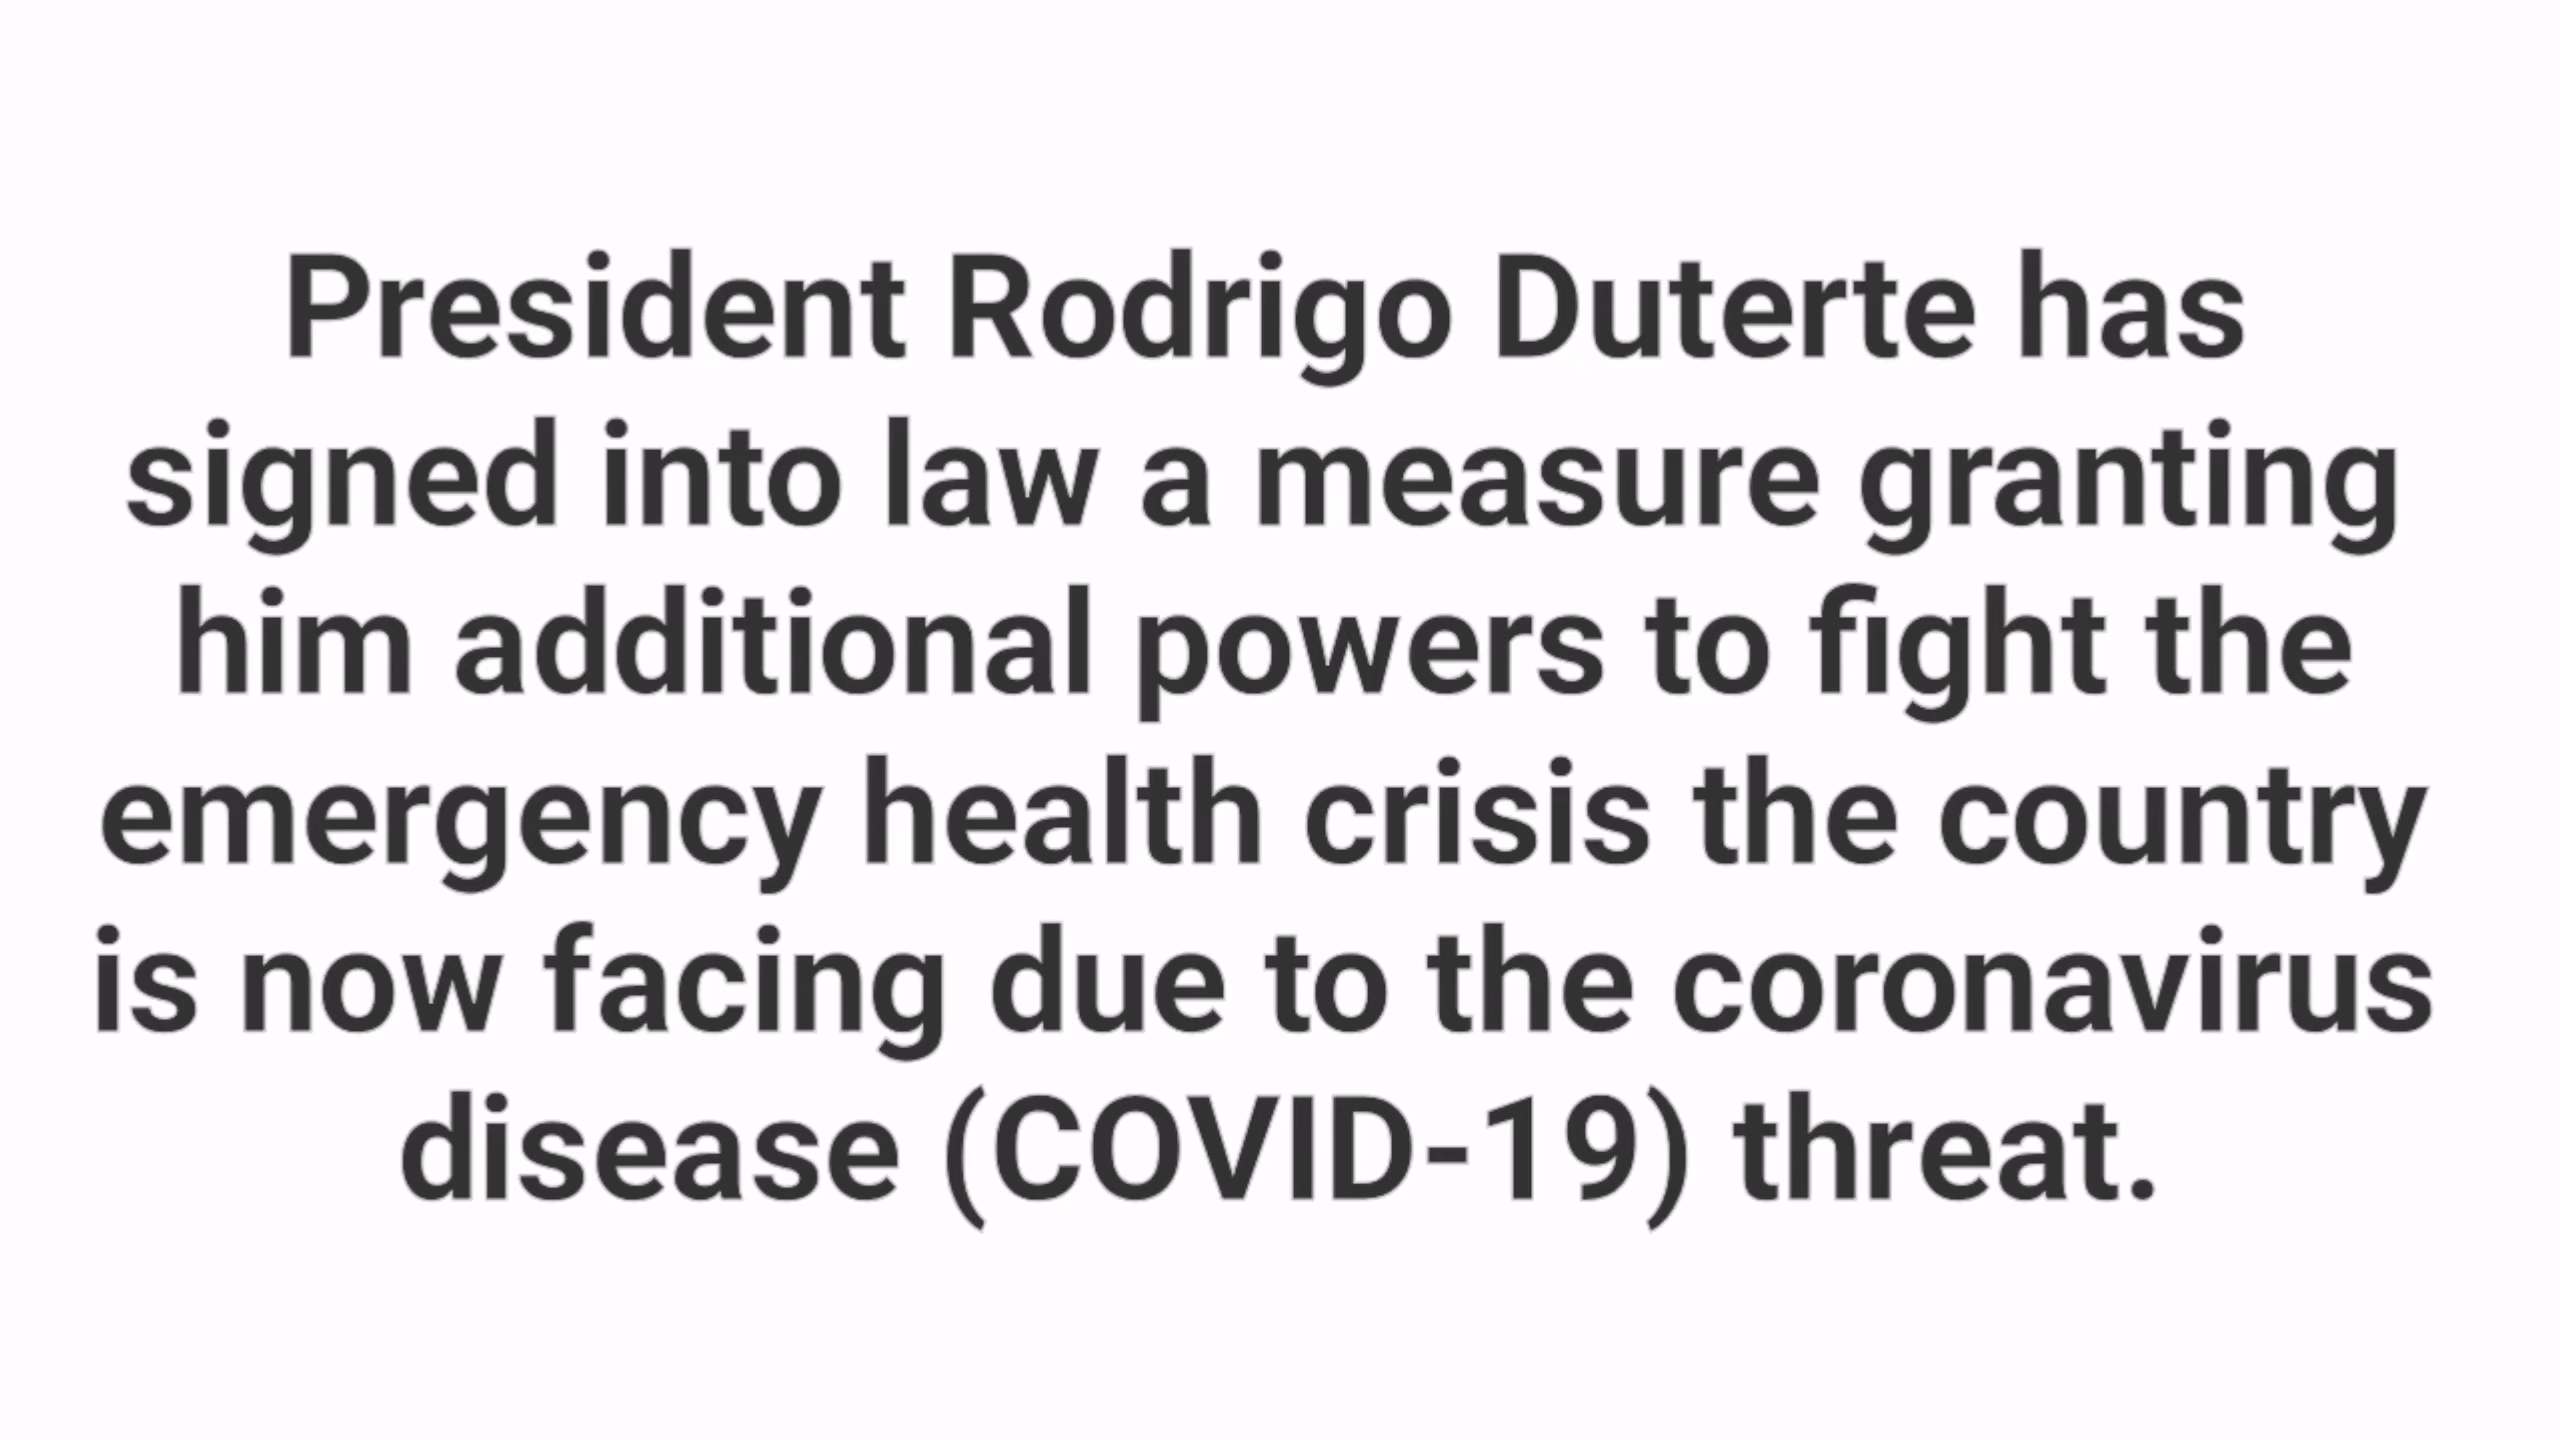 President Rodrigo Duterte has
signed into law a measure granting
him additional powers to fight the
emergency health crisis the country
is now facing due to the coronavirus
disease (COVID-19) threat.